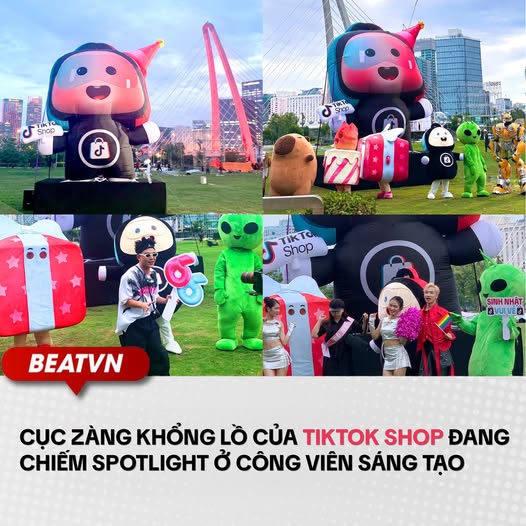 TikTok
Shop
TikTok
Shop
66
TikTok
Shop
SINH NHẬT
VUI VẺ
BEATVN
CỤC ZÀNG KHỔNG LỒ CỦA TIKTOK SHOP ĐANG
CHIẾM SPOTLIGHT Ở CÔNG VIÊN SÁNG TẠO